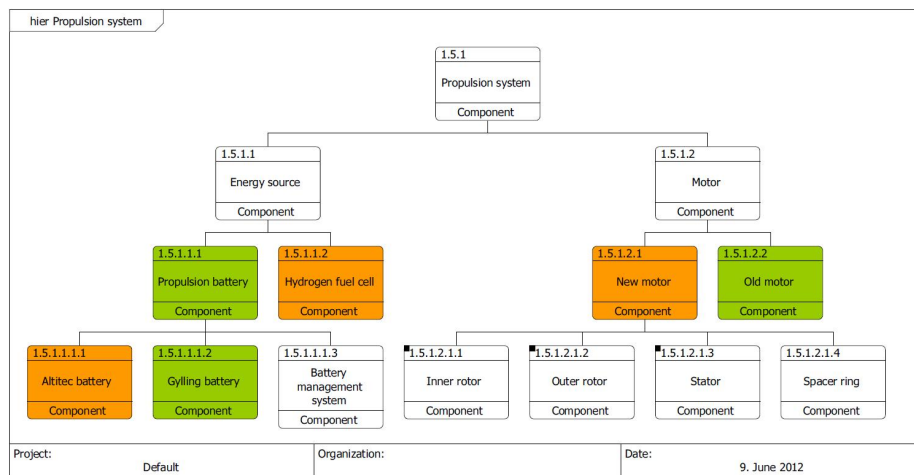 hier Propulsion system
1.5.1
Propulsion system
Component
1.5.1.1
Energy source
Component
1.5.1.2
Motor
Component
1.5.1.1.1
Propulsion battery
Component
1.5.1.1.2
Hydrogen fuel cell
Component
1.5.1.2.1
New motor
Component
1.5.1.2.2
Old motor
Component
1.5.1.1.1.1
Altitec battery
Component
1.5.1.1.1.2
Gylling battery
Component
1.5.1.1.1.3
Battery
management
system
Component
1.5.1.2.1.1
Inner rotor
Component
1.5.1.2.1.2
Outer rotor
Component
1.5.1.2.1.3
Stator
Component
1.5.1.2.1.4
Spacer ring
Component
Project:
Default
Organization:
Date:
9. June 2012